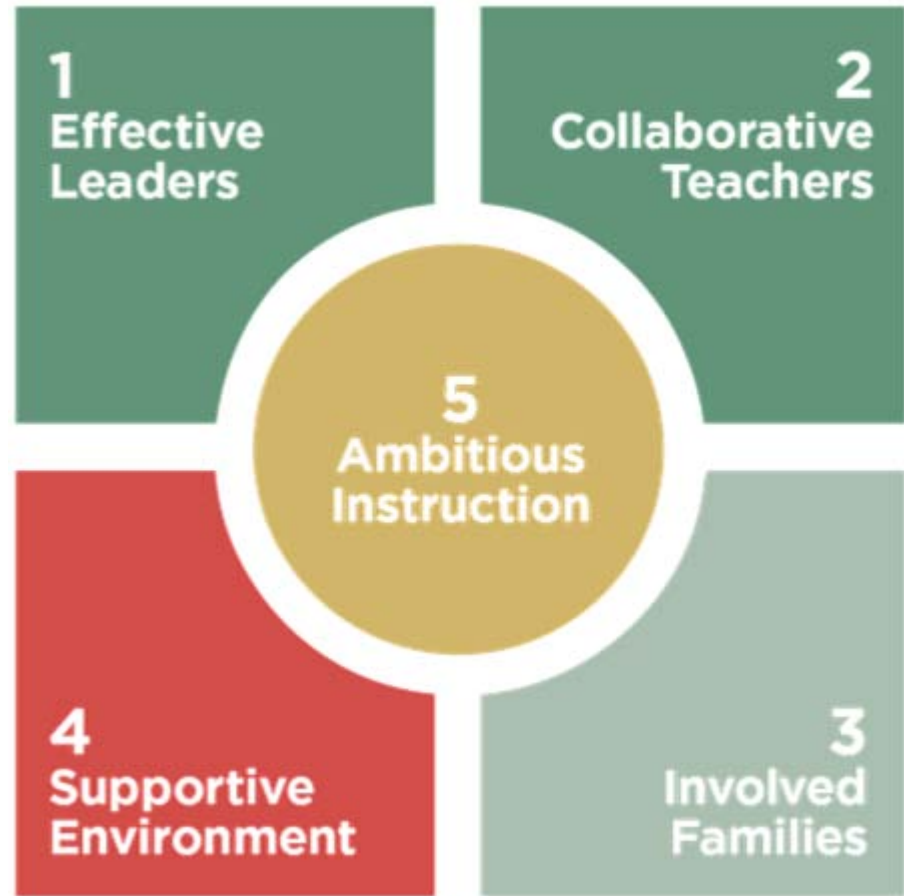 1
Effective
Leaders
2
Collaborative
Teachers
5
Ambitious
Instruction
4
Supportive
Environment
3
Involved
Families